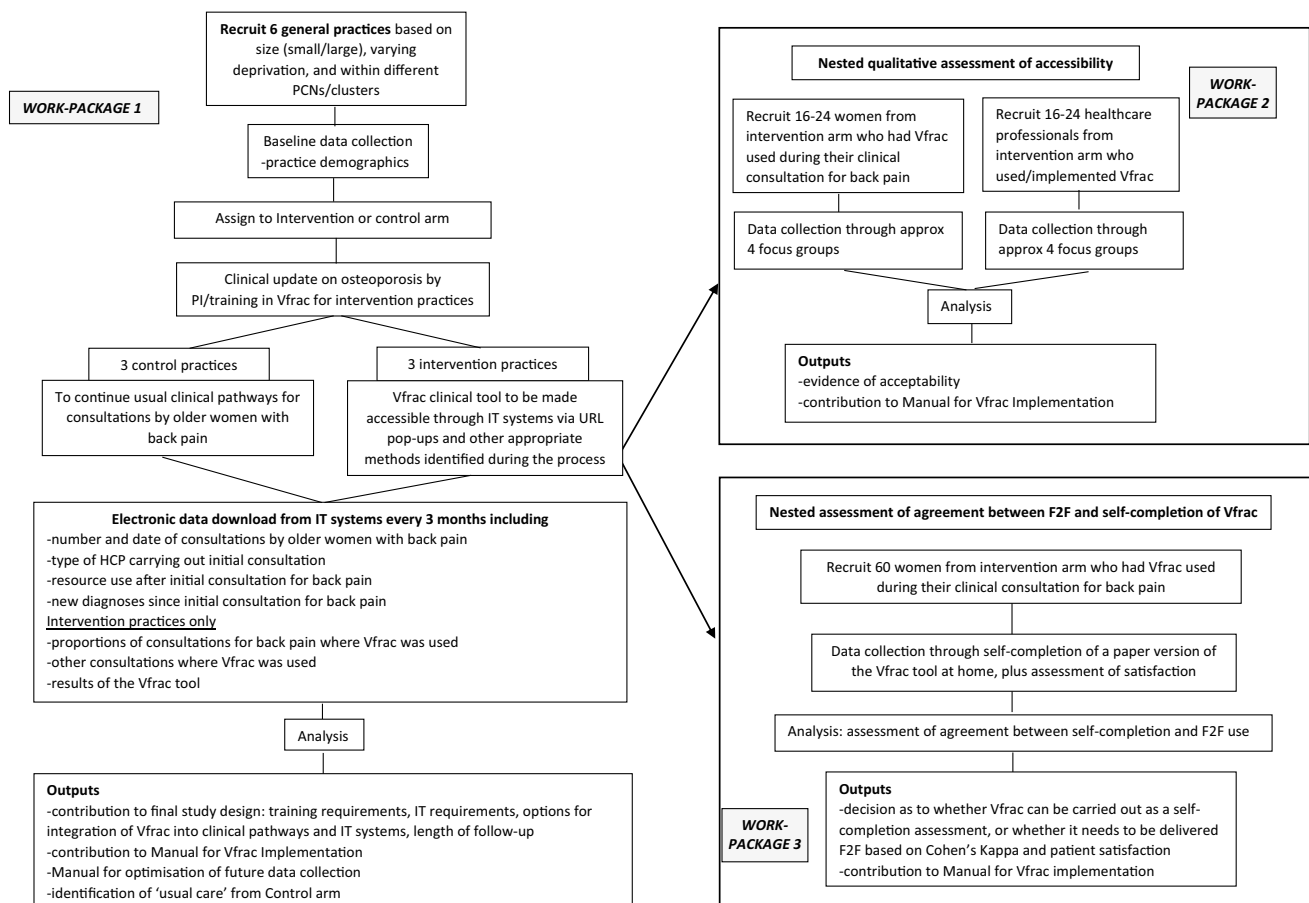 WORK-PACKAGE 1
Recruit 6 general practices based on
size (small/large), varying
deprivation, and within different
PCNs/clusters
Baseline data collection
-practice demographics
Assign to Intervention or control arm
Clinical update on osteoporosis by
PI/training in Vfrac for intervention practices
3 control practices
To continue usual clinical pathways for
consultations by older women with
back pain
3 intervention practices
Vfrac clinical tool to be made
accessible through IT systems via URL
pop-ups and other appropriate
methods identified during the process
Electronic data download from IT systems every 3 months including
-number and date of consultations by older women with back pain
-type of HCP carrying out initial consultation
-resource use after initial consultation for back pain
-new diagnoses since initial consultation for back pain
Intervention practices only
-proportions of consultations for back pain where Vfrac was used
-other consultations where Vfrac was used
-results of the Vfrac tool
Analysis
Outputs
-contribution to final study design: training requirements, IT requirements, options for
integration of Vfrac into clinical pathways and IT systems, length of follow-up
-contribution to Manual for Vfrac Implementation
-Manual for optimisation of future data collection
-identification of 'usual care' from Control arm
Nested qualitative assessment of accessibility
WORK-
PACKAGE 2
Recruit 16-24 women from
intervention arm who had Vfrac
used during their clinical
consultation for back pain
Recruit 16-24 healthcare
professionals from
intervention arm who
used/implemented Vfrac
Data collection through approx
4 focus groups
Data collection through
approx 4 focus groups
Analysis
Outputs
-evidence of acceptability
-contribution to Manual for Vfrac Implementation
Nested assessment of agreement between F2F and self-completion of Vfrac
Recruit 60 women from intervention arm who had Vfrac used
during their clinical consultation for back pain
Data collection through self-completion of a paper version of
the Vfrac tool at home, plus assessment of satisfaction
Analysis: assessment of agreement between self-completion and F2F use
WORK-
PACKAGE 3
Outputs
-decision as to whether Vfrac can be carried out as a self-
completion assessment, or whether it needs to be delivered
F2F based on Cohen's Kappa and patient satisfaction
-contribution to Manual for Vfrac implementation